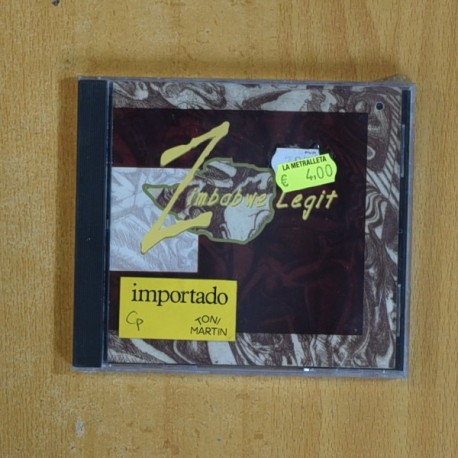 LA METRALLETA
€ 4,00
Zimbabwe Legit
importado
Cp
TONI
MARTIN